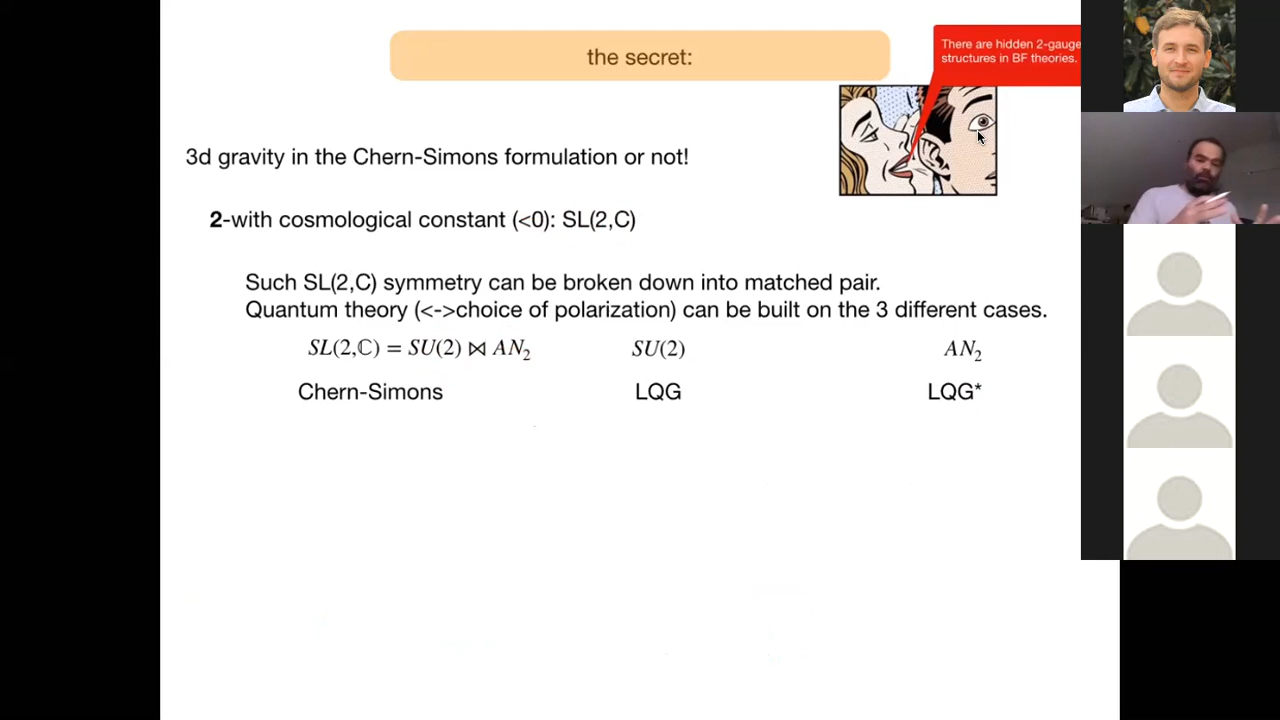 the secret:
There are hidden 2-gauge
structures in BF theories.
3d gravity in the Chern-Simons formulation or not!
2-with cosmological constant (<0): SL(2,C)
Such SL(2,C) symmetry can be broken down into matched pair.
Quantum theory (<->choice of polarization) can be built on the 3 different cases.
SL(2,ℂ) = SU(2) ⋈ AN₂ SU(2) AN₂
Chern-Simons LQG LQG*